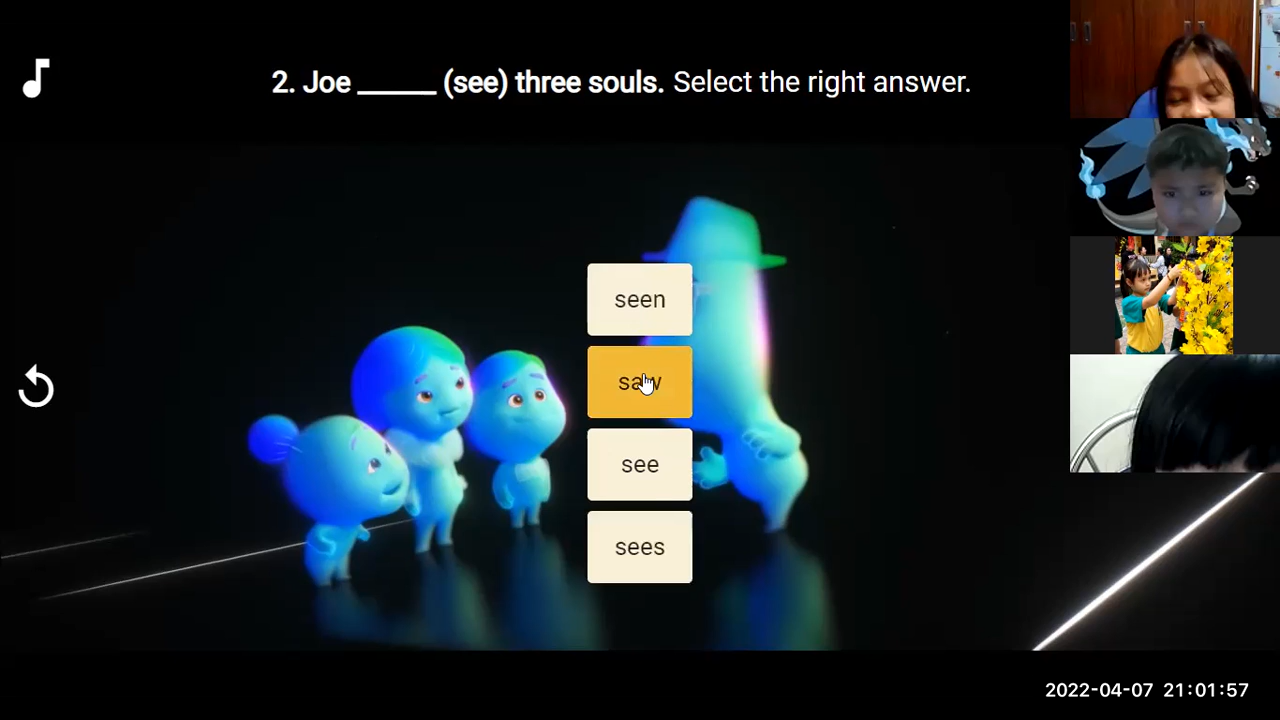 2. Joe ______ (see) three souls. Select the right answer.
seen
saw
see
sees
2022-04-07 21:01:57